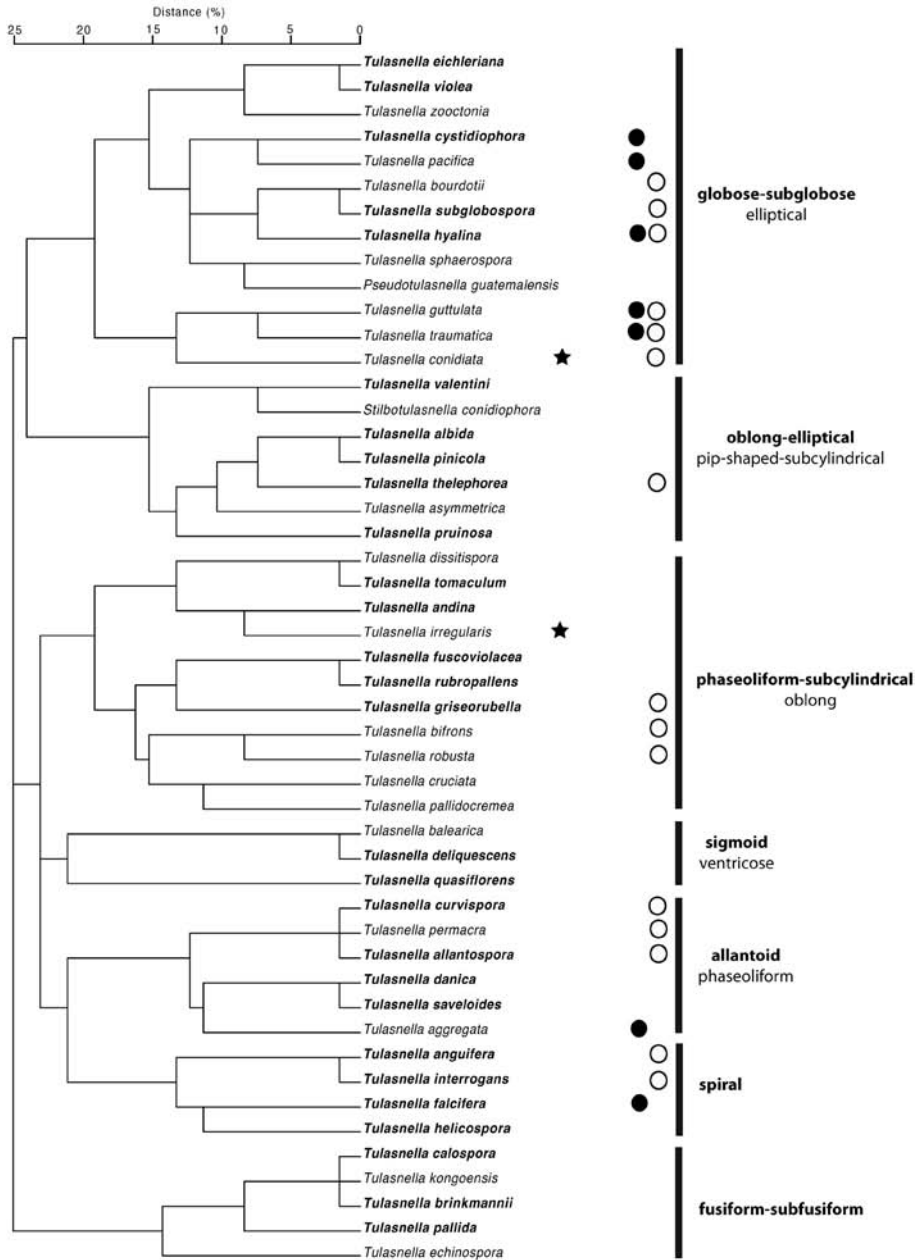 Distance (%)
25 20 15 10 5 0
Tulasnella eichleriana
Tulasnella violea
Tulasnella zooctonia
Tulasnella cystidiophora
Tulasnella pacifica
Tulasnella bourdotii
Tulasnella subglobospora
Tulasnella hyalina
Tulasnella sphaerospora
Pseudotulasnella guatemalensis
Tulasnella guttulata
Tulasnella traumatica
Tulasnella conidiata
globose-subglobose
elliptical
Tulasnella valentini
Stilbotulasnella conidiophora
Tulasnella albida
Tulasnella pinicola
Tulasnella thelephorea
Tulasnella asymmetrica
Tulasnella pruinosa
oblong-elliptical
pip-shaped-subcylindrical
Tulasnella dissitispora
Tulasnella tomaculum
Tulasnella andina
Tulasnella irregularis
Tulasnella fuscoviolacea
Tulasnella rubropallens
Tulasnella griseorubella
Tulasnella bifrons
Tulasnella robusta
Tulasnella cruciata
Tulasnella pallidocremea
phaseoliform-subcylindrical
oblong
Tulasnella balearica
Tulasnella deliquescens
Tulasnella quasiflorens
sigmoid
ventricose
Tulasnella curvispora
Tulasnella permacra
Tulasnella allantospora
Tulasnella danica
Tulasnella saveloides
Tulasnella aggregata
allantoid
phaseoliform
Tulasnella anguifera
Tulasnella interrogans
Tulasnella falcifera
Tulasnella helicospora
spiral
Tulasnella calospora
Tulasnella kongoensis
Tulasnella brinkmannii
Tulasnella pallida
Tulasnella echinospora
fusiform-subfusiform